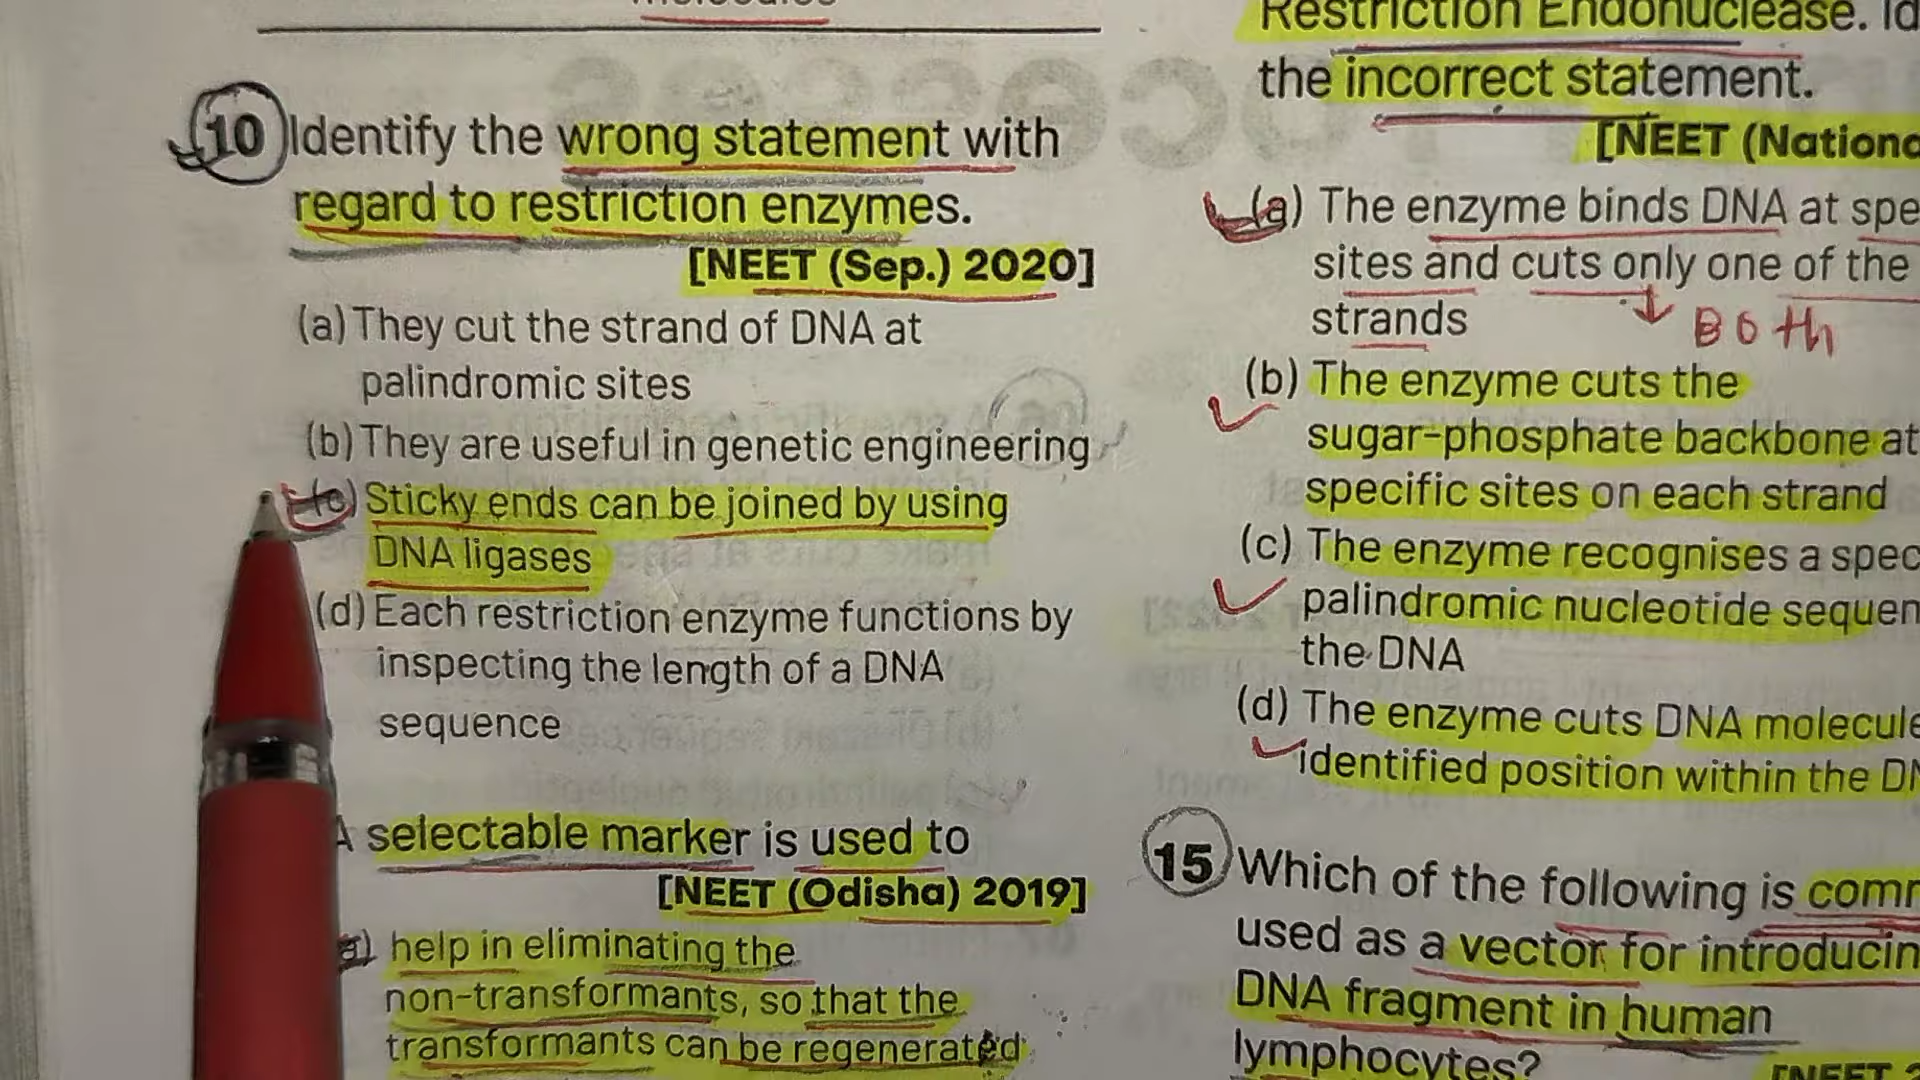 molecules
10 Identify the wrong statement with
regard to restriction enzymes.
[NEET (Sep.) 2020]
(a) They cut the strand of DNA at
palindromic sites
(b) They are useful in genetic engineering
(c) Sticky ends can be joined by using
DNA ligases
(d) Each restriction enzyme functions by
inspecting the length of a DNA
sequence
A selectable marker is used to
[NEET (Odisha) 2019]
(a) help in eliminating the
non-transformants, so that the
transformants can be regenerated
Restriction Endonuclease. Id
the incorrect statement.
[NEET (Nationa
(a) The enzyme binds DNA at spe
sites and cuts only one of the
strands
Both
(b) The enzyme cuts the
sugar-phosphate backbone at
specific sites on each strand
(c) The enzyme recognises a spec
palindromic nucleotide sequen
the DNA
(d) The enzyme cuts DNA molecule
identified position within the DN
15 Which of the following is comm
used as a vector for introducin
DNA fragment in human
lymphocytes?
[NEET 2